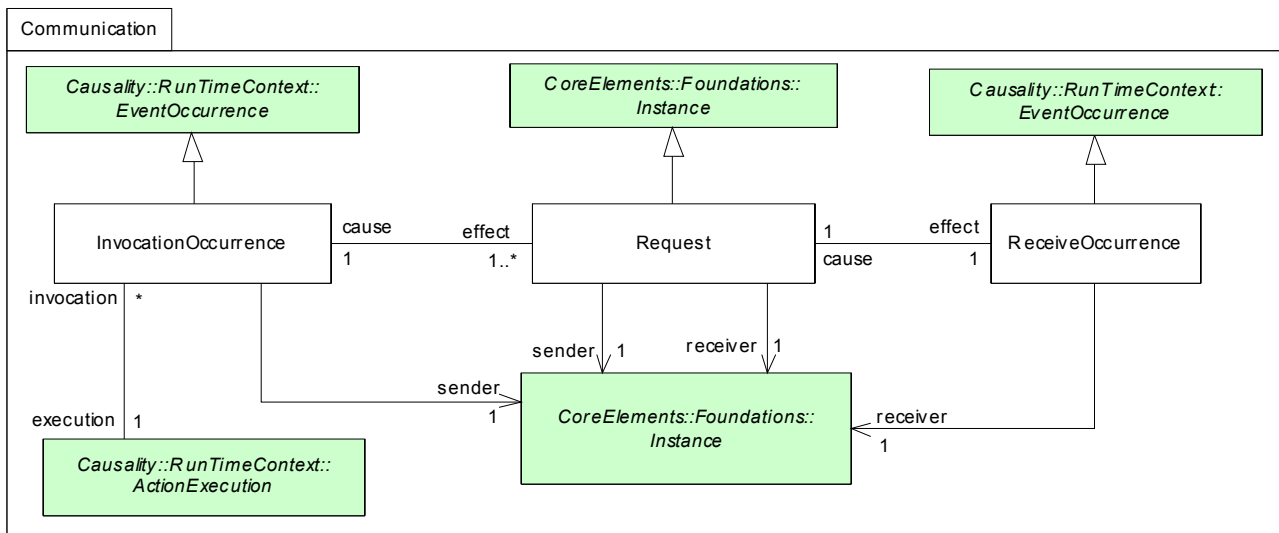 Communication
Causality::RunTimeContext::
EventOccurrence
CoreElements::Foundations::
Instance
Causality::RunTimeContext::
EventOccurrence
InvocationOccurrence
cause
1
effect
1..*
Request
1
cause
effect
1
ReceiveOccurrence
invocation
*
sender
1
receiver
1
execution
1
sender
1
CoreElements::Foundations::
Instance
receiver
1
Causality::RunTimeContext::
ActionExecution